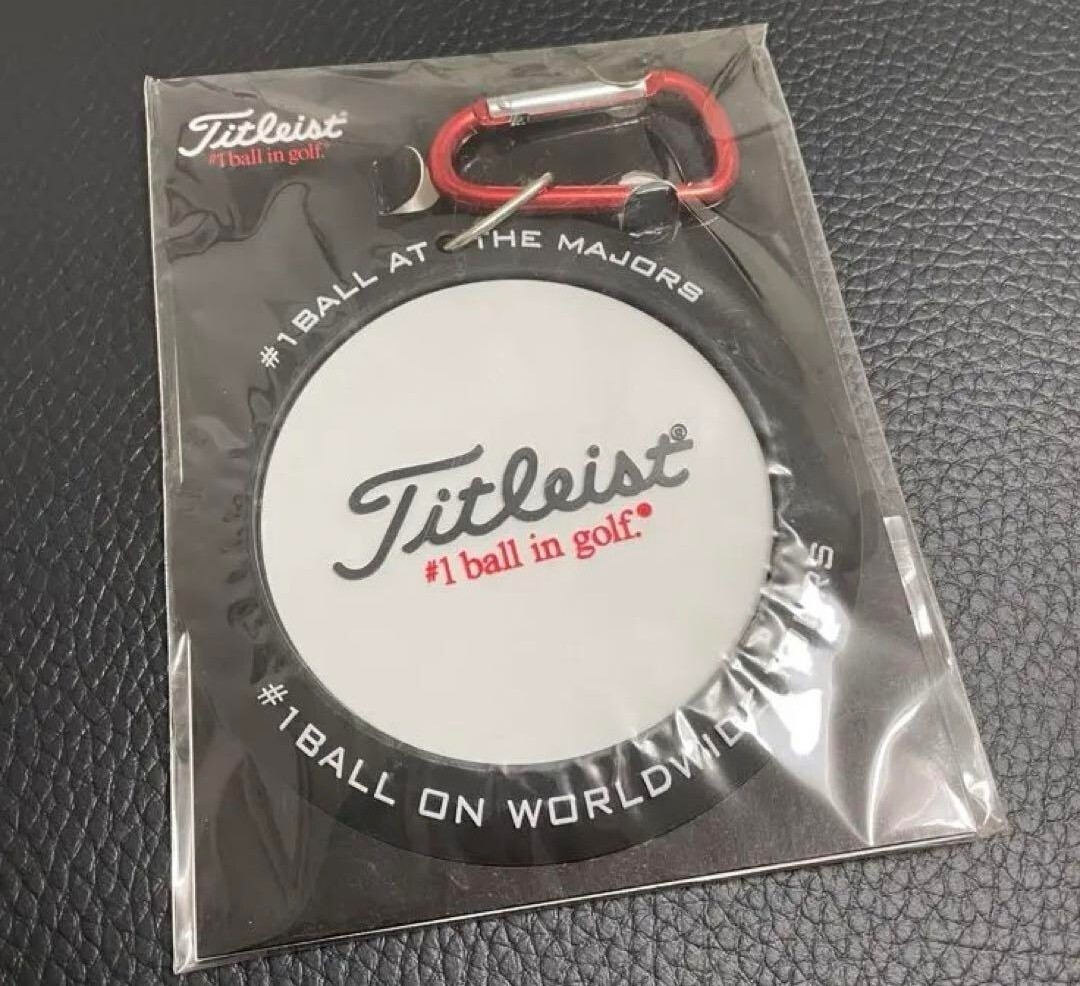 Titleist®
#1 ball in golf.®
#1 BALL AT THE MAJORS
Titleist®
#1 ball in golf.®
#1 BALL ON WORLDWIDE